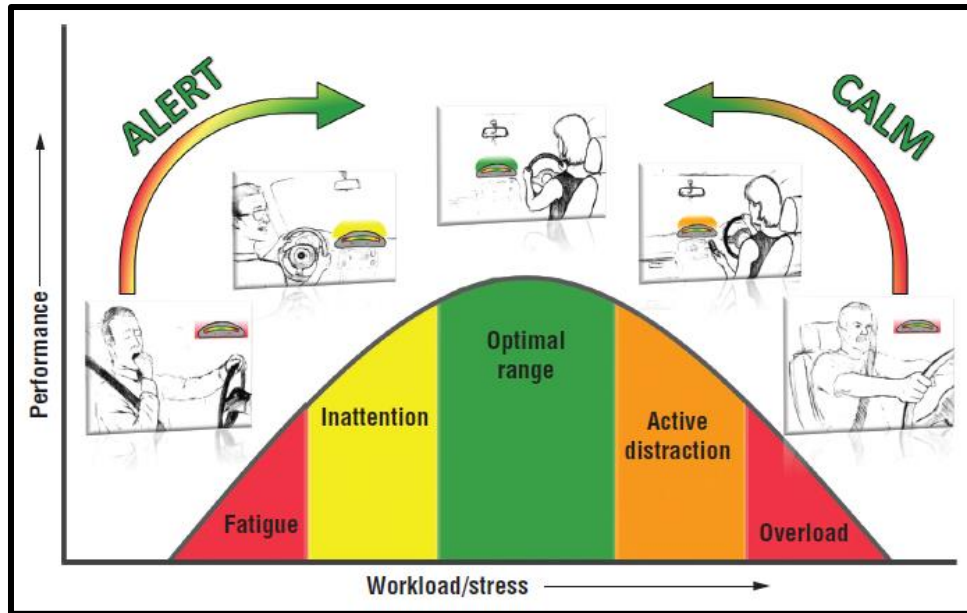 ALERT
CALM
Performance
Optimal
range
Inattention
Active
distraction
Fatigue
Overload
Workload/stress